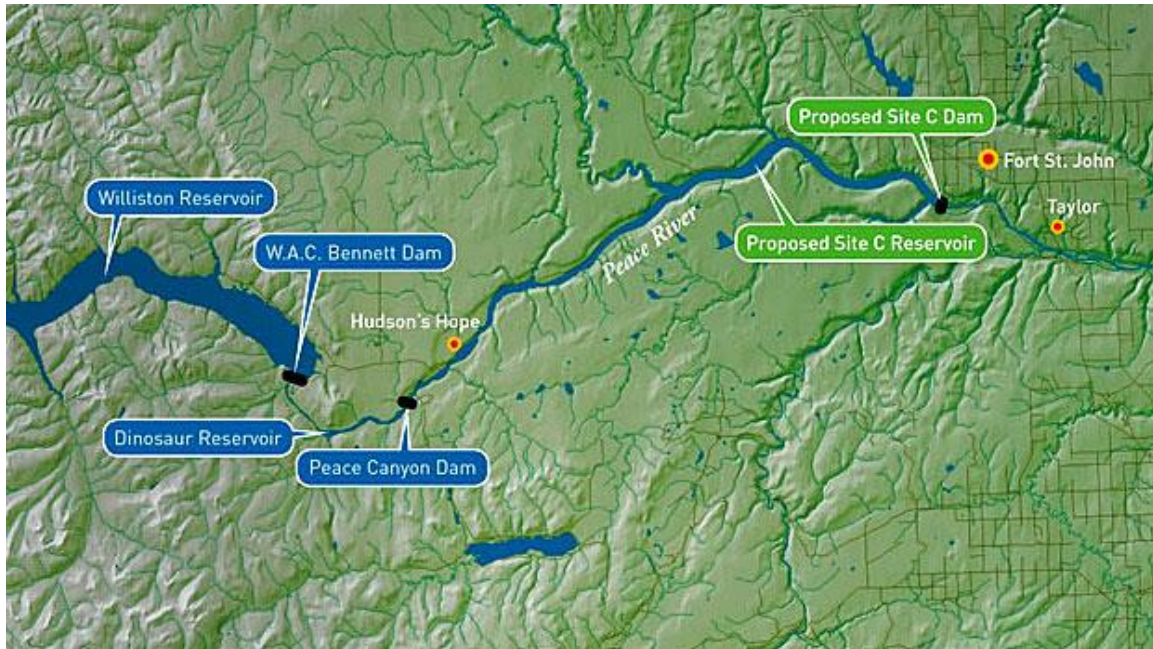 Proposed Site C Dam
Fort St. John
Williston Reservoir
Taylor
Peace River
Proposed Site C Reservoir
W.A.C. Bennett Dam
Hudson's Hope
Dinosaur Reservoir
Peace Canyon Dam